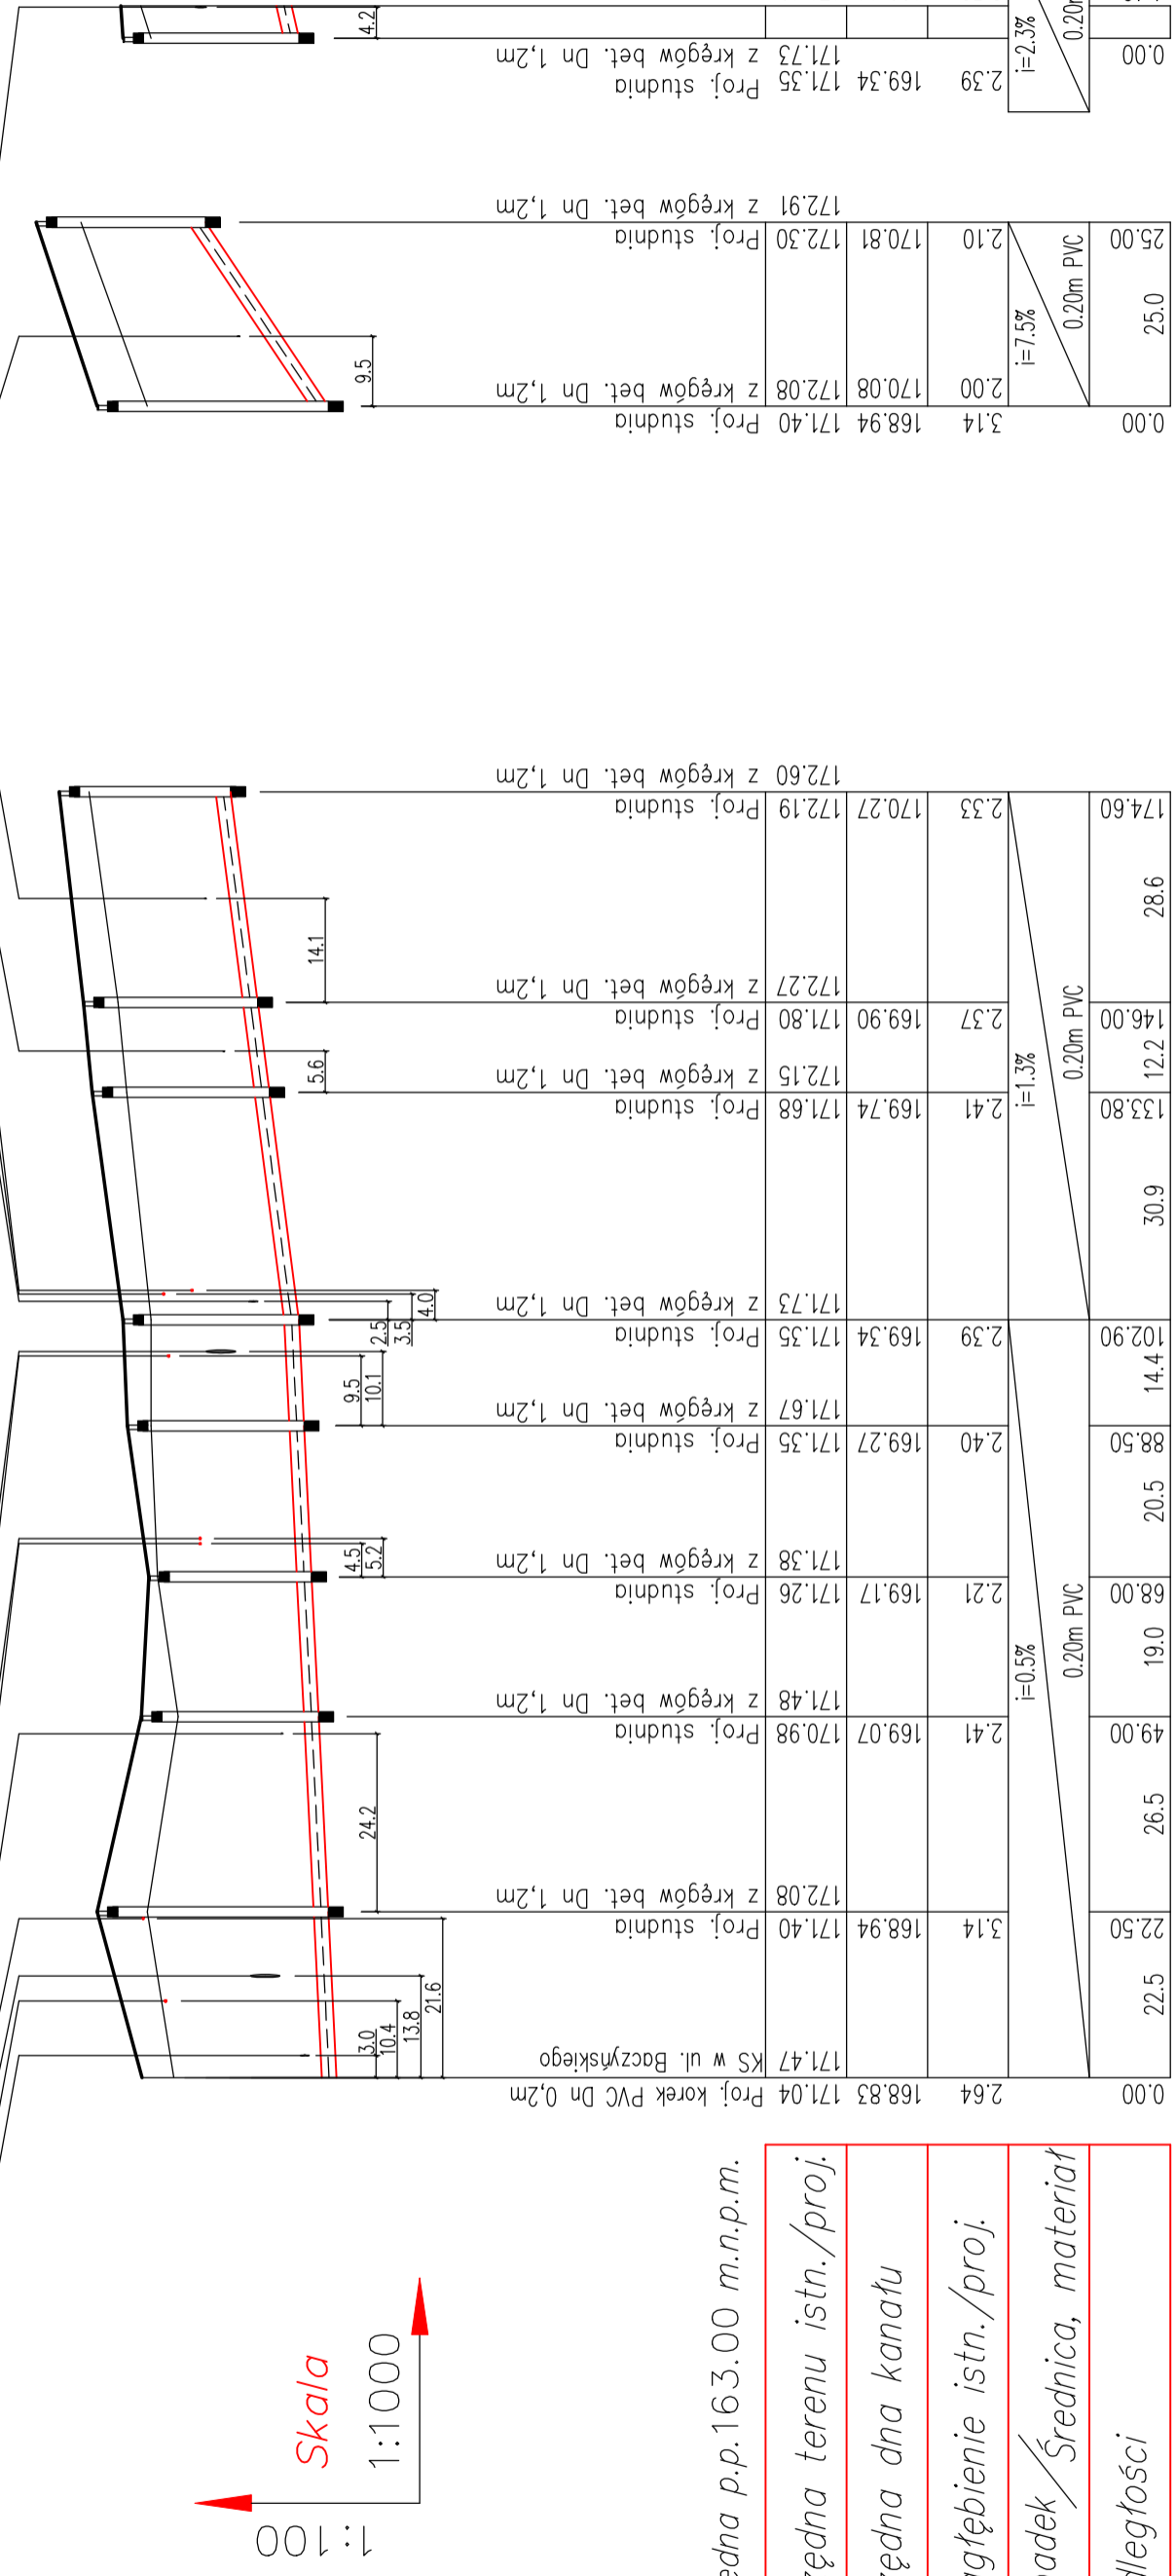 1:100
Skala
1:1000
p.p.163.00 m.n.p.m.
terenu istn./proj.
dna kanału
istn./proj.
Średnica, materiał
3.0
10.4
13.8
21.6
24.2
4.5
5.2
9.5
10.1
2.5
3.5
4.0
5.6
14.1
9.5
4.2
Proj. korek PVC Dn 0,2m
KS w ul. Baczyńskiego
171.04
171.47
168.83
2.64
0.00
22.5
Proj. studnia
z kręgów bet. Dn 1,2m
171.40
172.08
168.94
3.14
22.50
26.5
Proj. studnia
z kręgów bet. Dn 1,2m
170.98
171.48
169.07
2.41
49.00
19.0
i=0.5%
0.20m PVC
Proj. studnia
z kręgów bet. Dn 1,2m
171.26
171.38
169.17
2.21
68.00
20.5
Proj. studnia
z kręgów bet. Dn 1,2m
171.35
171.67
169.27
2.40
88.50
14.4
Proj. studnia
z kręgów bet. Dn 1,2m
171.35
171.73
169.34
2.39
102.90
30.9
Proj. studnia
z kręgów bet. Dn 1,2m
171.68
172.15
169.74
2.41
133.80
12.2
i=1.3%
0.20m PVC
Proj. studnia
z kręgów bet. Dn 1,2m
171.80
172.27
169.90
2.37
146.00
28.6
Proj. studnia
z kręgów bet. Dn 1,2m
172.19
172.60
170.27
2.33
174.60
Proj. studnia
z kręgów bet. Dn 1,2m
171.40
172.08
172.08
168.94
170.08
3.14
2.00
0.00
25.0
i=7.5%
0.20m PVC
Proj. studnia
z kręgów bet. Dn 1,2m
172.30
172.91
170.81
2.10
25.00
Proj. studnia
z kręgów bet. Dn 1,2m
171.35
171.73
169.34
2.39
0.00
i=2.3%